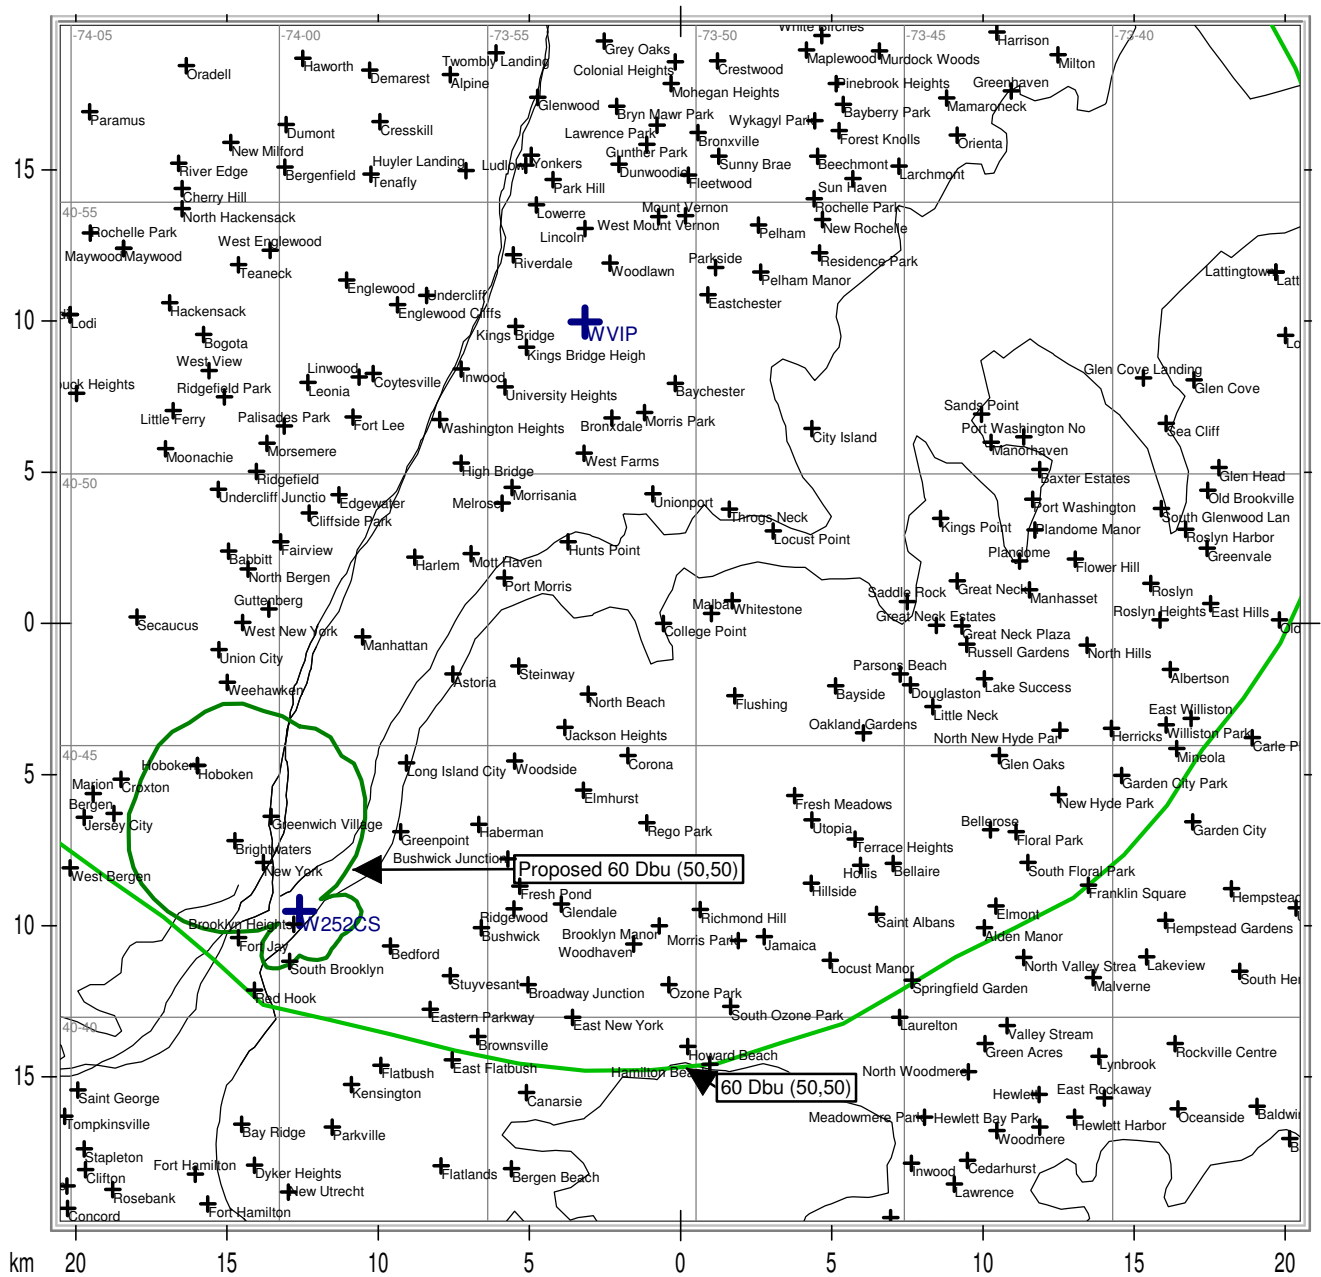 -74-05 -74-00 -73-55 -73-50 -73-45 -73-40
White Birches
Harrison
Grey Oaks
Maplewood
Murdock Woods
Milton
Oradell
Haworth
Demarest
Twombly Landing
Alpine
Colonial Heights
Crestwood
Mohegan Heights
Pinebrook Heights
Greenhaven
Mamaroneck
Glenwood
Bryn Mawr Park
Bayberry Park
Paramus
Dumont
Cresskill
Lawrence Park
Wykagyl Park
Bronxville
Forest Knolls
Orienta
New Milford
Gunther Park
15
River Edge
Bergenfield
Huyler Landing
Tenafly
Ludlow
Yonkers
Dunwoodie
Sunny Brae
Beechmont
Larchmont
Park Hill
Fleetwood
Sun Haven
Cherry Hill
40-55
North Hackensack
Lowerre
Mount Vernon
Rochelle Park
Rochelle Park
West Englewood
Lincoln
West Mount Vernon
Pelham
New Rochelle
Maywood
Maywood
Teaneck
Riverdale
Woodlawn
Parkside
Residence Park
Pelham Manor
Lattingtown
Latt
Englewood
Undercliff
Englewood Cliffs
Eastchester
Hackensack
10
Lodi
Bogota
Kings Bridge
WVIP
Kings Bridge Heigh
Lo
West View
Linwood
Leonia
Coytesville
Inwood
Baychester
Glen Cove Landing
Glen Cove
uck Heights
Ridgefield Park
University Heights
Little Ferry
Palisades Park
Fort Lee
Washington Heights
Bronxdale
Morris Park
City Island
Sands Point
Port Washington No
Manorhaven
Sea Cliff
Moonachie
Morsemere
West Farms
5
40-50
Ridgefield
High Bridge
Baxter Estates
Glen Head
Undercliff Junctio
Edgewater
Cliffside Park
Melrose
Morrisania
Unionport
Throgs Neck
Port Washington
Old Brookville
South Glenwood Lan
Locust Point
Kings Point
Plandome Manor
Roslyn Harbor
Babbitt
Fairview
Harlem
Mott Haven
Hunts Point
Plandome
Flower Hill
Greenvale
North Bergen
Port Morris
Guttenberg
Malba
Whitestone
Saddle Rock
Great Neck
Manhasset
Roslyn
0
Secaucus
West New York
Manhattan
College Point
Great Neck Estates
Great Neck Plaza
Roslyn Heights
East Hills
Old
Union City
Russell Gardens
North Hills
Weehawken
Astoria
Steinway
Parsons Beach
Bayside
Douglaston
Lake Success
Albertson
North Beach
Flushing
Little Neck
East Williston
Jackson Heights
Oakland Gardens
North New Hyde Par
Herricks
Williston Park
40-45
Carle P
Hoboken
Hoboken
Long Island City
Woodside
Corona
Glen Oaks
Mineola
5
Marion
Croxton
Elmhurst
Fresh Meadows
New Hyde Park
Garden City Park
Bergen
Jersey City
Greenwich Village
Greenpoint
Haberman
Rego Park
Utopia
Bellerose
Floral Park
Garden City
Brightwaters
Terrace Heights
Bushwick Junction
West Bergen
New York
Proposed 60 Dbu (50,50)
Hollis
Bellaire
South Floral Park
Fresh Pond
Hillside
Franklin Square
Hempstead
Ridgewood
Glendale
Richmond Hill
Saint Albans
Elmont
10
Brooklyn Heights
W252CS
Bushwick
Brooklyn Manor
Morris Park
Jamaica
Alden Manor
Hempstead Gardens
Fort Jay
Bedford
Woodhaven
South Brooklyn
Locust Manor
North Valley Strea
Lakeview
Stuyvesant
Broadway Junction
Ozone Park
Springfield Garden
Malverne
South Hem
Red Hook
Eastern Parkway
East New York
South Ozone Park
Laurelton
40-40
Brownsville
Valley Stream
Howard Beach
Green Acres
Lynbrook
Rockville Centre
Flatbush
East Flatbush
Hamilton Bea
North Woodmere
15
60 Dbu (50,50)
Saint George
Kensington
Canarsie
Hewlett
East Rockaway
Tompkinsville
Meadowmere Park
Hewlett Bay Park
Hewlett Harbor
Oceanside
Baldwi
Bay Ridge
Parkville
Woodmere
B
Stapleton
Clifton
Fort Hamilton
Dyker Heights
Flatlands
Bergen Beach
Inwood
Cedarhurst
Rosebank
New Utrecht
Lawrence
Concord
Fort Hamilton
km 20 15 10 5 0 5 10 15 20